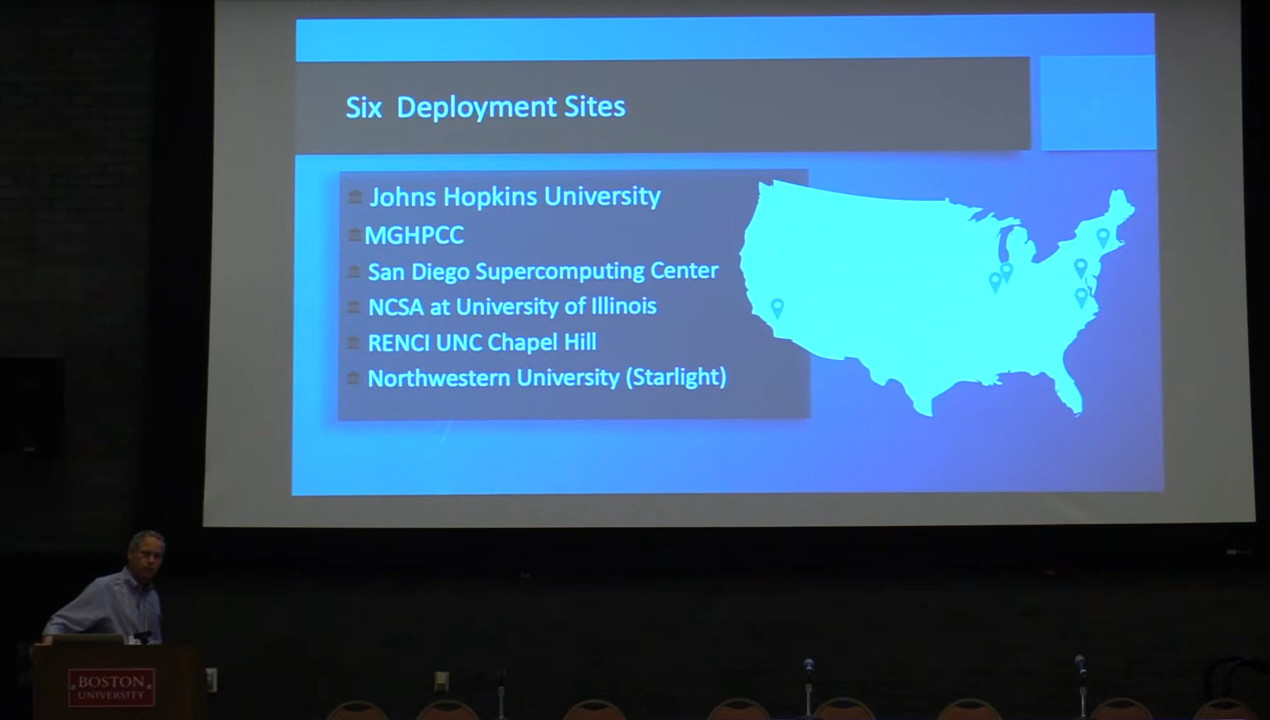 Six Deployment Sites
Johns Hopkins University
MGHPCC
San Diego Supercomputing Center
NCSA at University of Illinois
RENCI UNC Chapel Hill
Northwestern University (Starlight)
BOSTON
UNIVERSITY